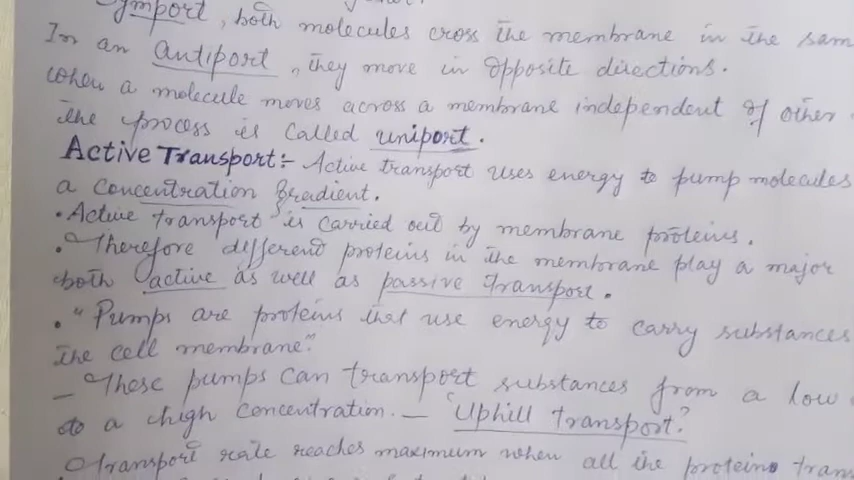 Symport, both molecules cross the membrane in the sam
In an antiport, they move in opposite directions.
When a molecule moves across a membrane independent of other
the process is called uniport.
Active Transport:- Active transport uses energy to pump molecules
a concentration gradient.
• Active transport is carried out by membrane proteins.
• Therefore different proteins in the membrane play a major
both active as well as passive transport.
• "Pumps are proteins that use energy to carry substances
the cell membrane."
– These pumps can transport substances from a low
to a high concentration. – 'Uphill transport.'
Transport rate reaches maximum when all the proteins tran